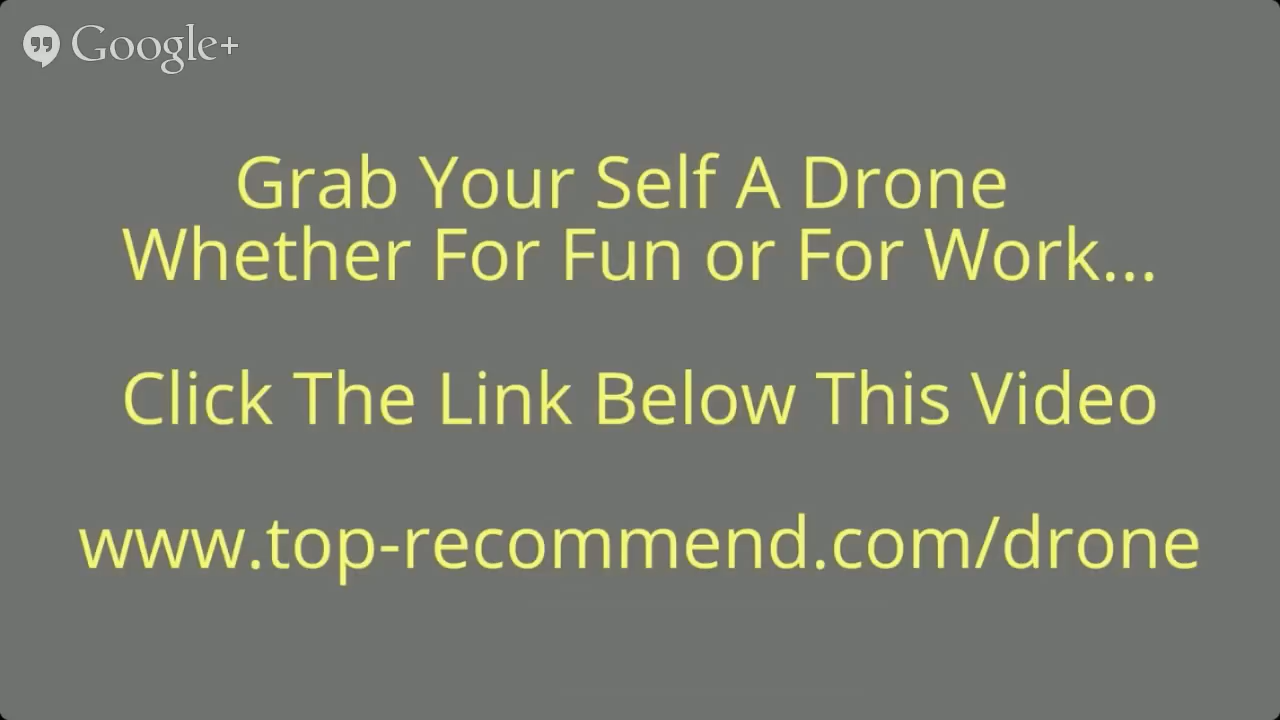 Google+
Grab Your Self A Drone
Whether For Fun or For Work...
Click The Link Below This Video
www.top-recommend.com/drone